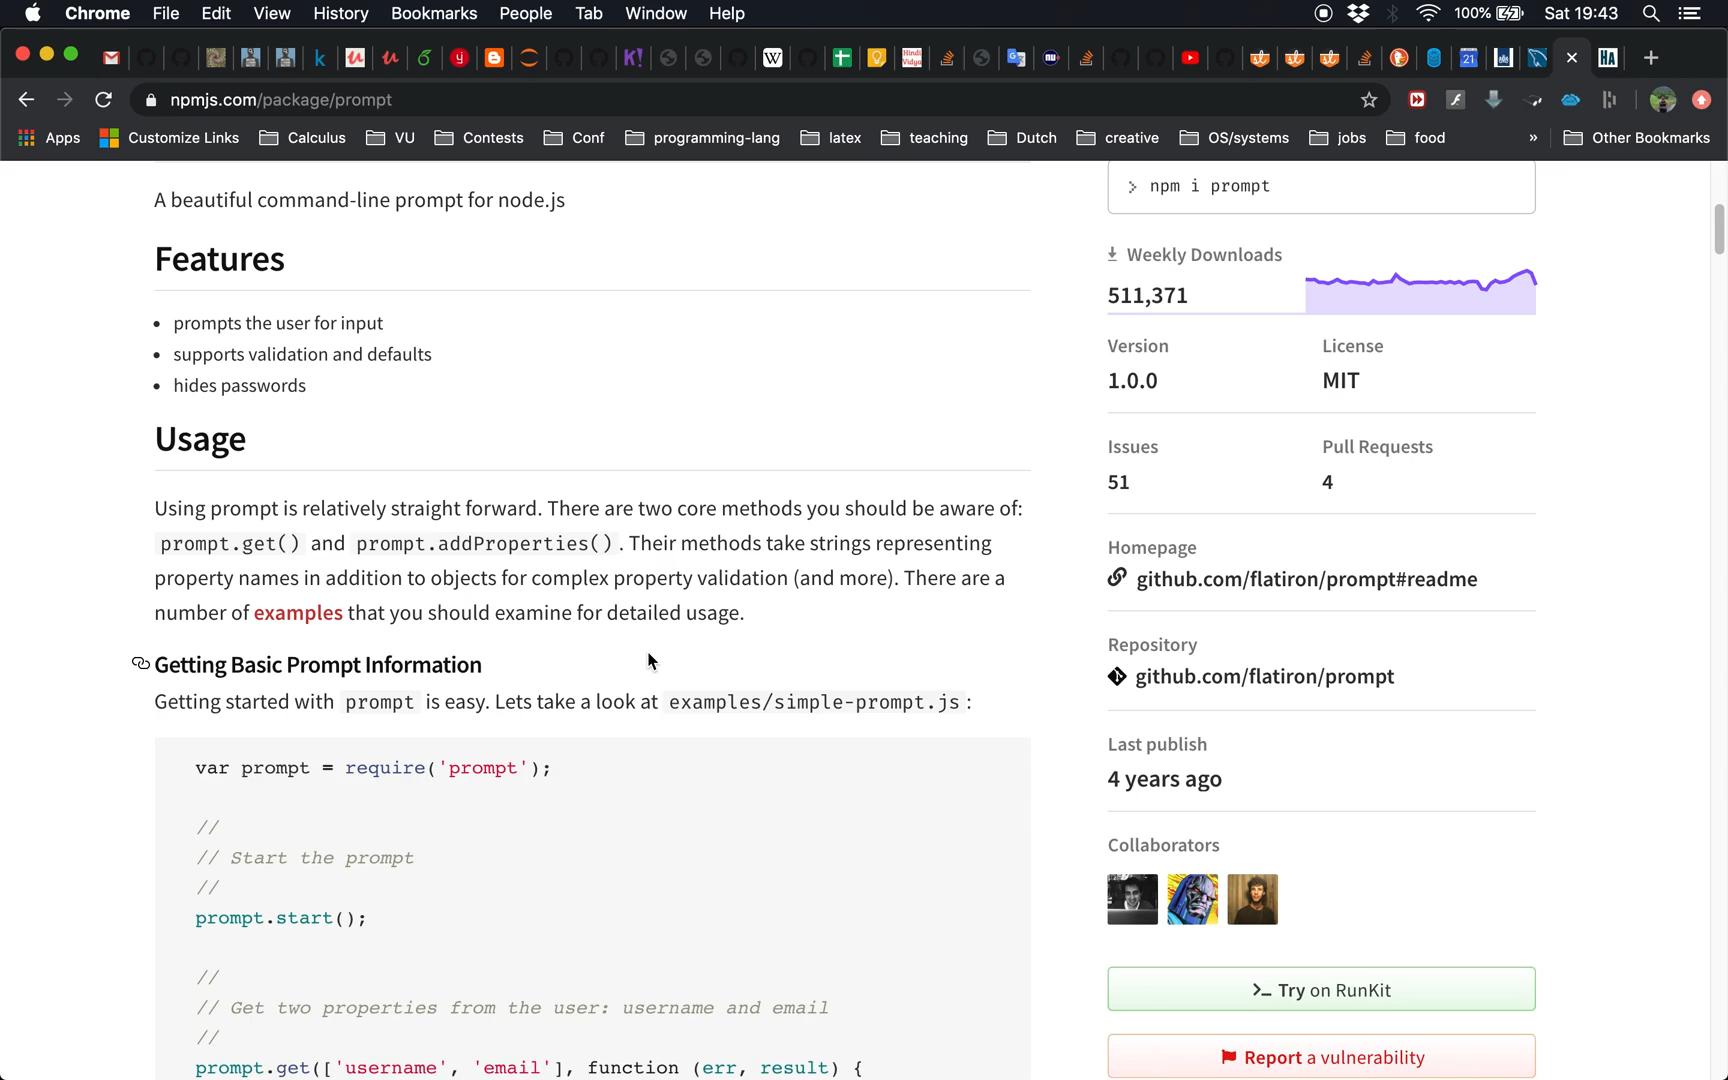 Chrome File Edit View History Bookmarks People Tab Window Help 100% Sat 19:43
npmjs.com/package/prompt
Apps Customize Links Calculus VU Contests Conf programming-lang latex teaching Dutch creative OS/systems jobs food » Other Bookmarks
A beautiful command-line prompt for node.js
Features
• prompts the user for input
• supports validation and defaults
• hides passwords
Usage
Using prompt is relatively straight forward. There are two core methods you should be aware of:
prompt.get() and prompt.addProperties(). Their methods take strings representing
property names in addition to objects for complex property validation (and more). There are a
number of examples that you should examine for detailed usage.
Getting Basic Prompt Information
Getting started with prompt is easy. Lets take a look at examples/simple-prompt.js:
var prompt = require('prompt');
//
// Start the prompt
//
prompt.start();
//
// Get two properties from the user: username and email
//
prompt.get(['username', 'email'], function (err, result) {
> npm i prompt
Weekly Downloads
511,371
Version License
1.0.0 MIT
Issues Pull Requests
51 4
Homepage
github.com/flatiron/prompt#readme
Repository
github.com/flatiron/prompt
Last publish
4 years ago
Collaborators
Try on RunKit
Report a vulnerability